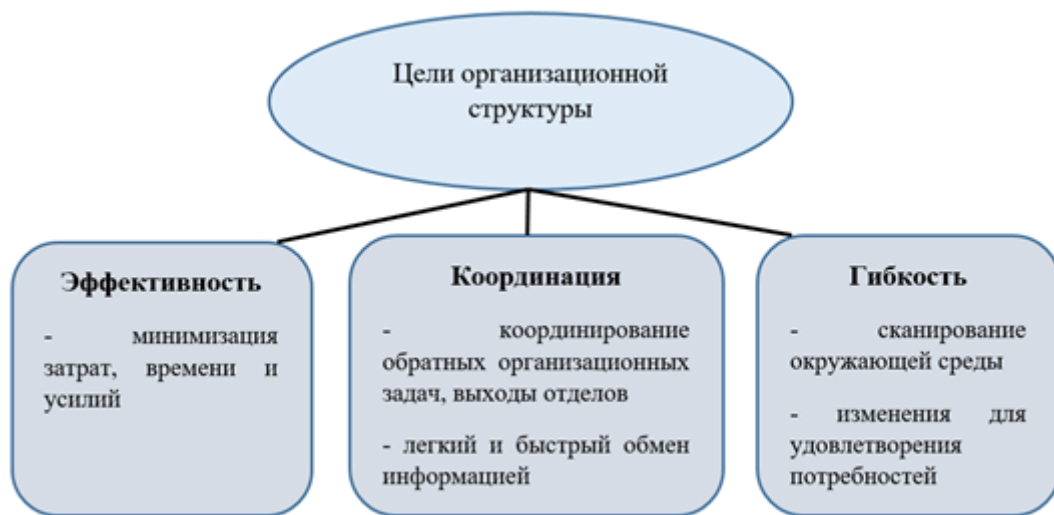 Цели организационной
структуры
Эффективность
- минимизация
затрат, времени и
усилий
Координация
- координирование
обратных организационных
задач, выходы отделов
- легкий и быстрый обмен
информацией
Гибкость
- сканирование
окружающей среды
- изменения для
удовлетворения
потребностей